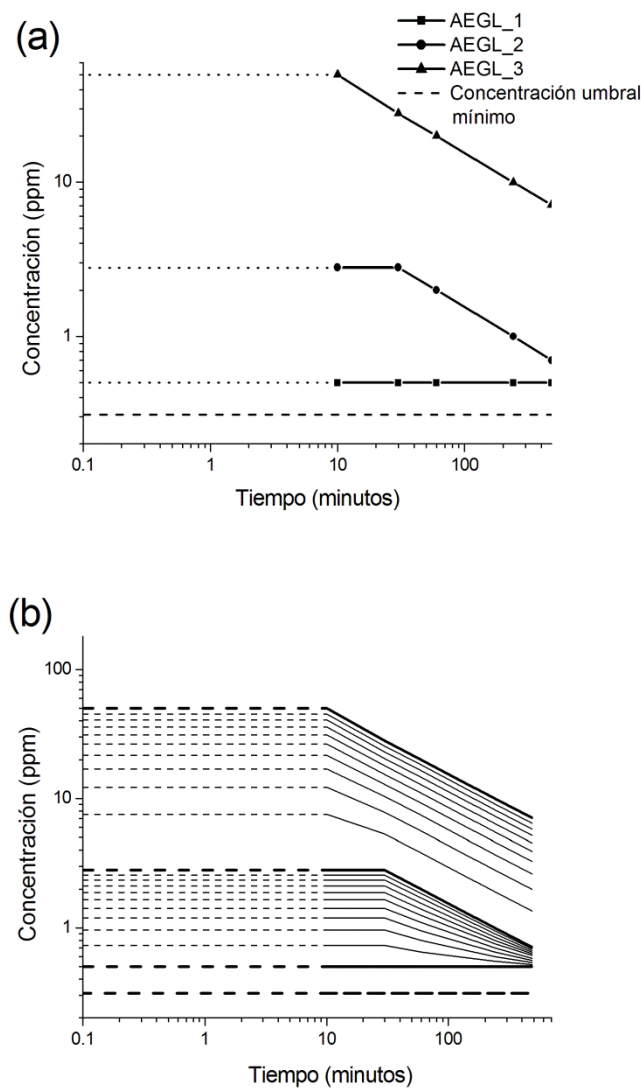 (a)
AEGL_1
AEGL_2
AEGL_3
Concentración umbral
mínimo
Concentración (ppm)
10
1
0.1
1
10
100
Tiempo (minutos)
(b)
Concentración (ppm)
100
10
1
0.1
1
10
100
Tiempo (minutos)